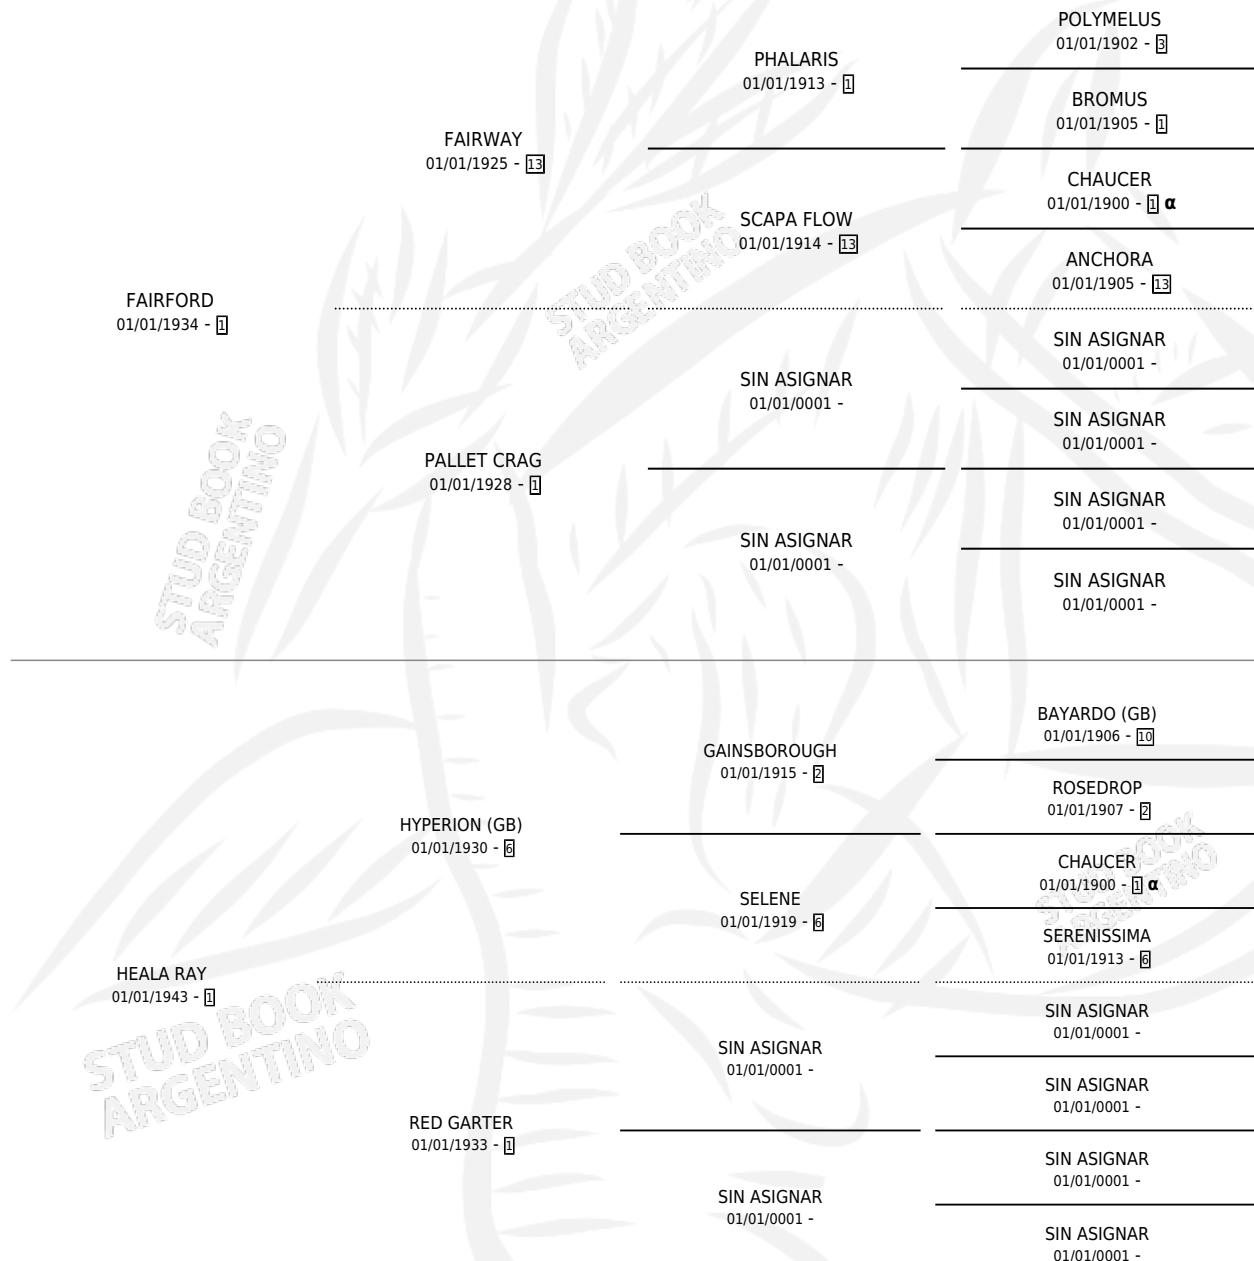 POLYMELUS
01/01/1902 - 3
PHALARIS
01/01/1913 - 1
BROMUS
01/01/1905 - 1
FAIRWAY
01/01/1925 - 13
CHAUCER
01/01/1900 - 1 α
SCAPA FLOW
01/01/1914 - 13
ANCHORA
01/01/1905 - 13
FAIRFORD
01/01/1934 - 1
SIN ASIGNAR
01/01/0001 -
SIN ASIGNAR
01/01/0001 -
SIN ASIGNAR
01/01/0001 -
PALLET CRAG
01/01/1928 - 1
SIN ASIGNAR
01/01/0001 -
SIN ASIGNAR
01/01/0001 -
SIN ASIGNAR
01/01/0001 -
STUD BOOK
ARGENTINO
STUD BOOK
ARGENTINO
BAYARDO (GB)
01/01/1906 - 10
GAINSBOROUGH
01/01/1915 - 2
ROSEDROP
01/01/1907 - 2
HYPERION (GB)
01/01/1930 - 6
CHAUCER
01/01/1900 - 1 α
SELENE
01/01/1919 - 6
SERENISSIMA
01/01/1913 - 6
HEALA RAY
01/01/1943 - 1
SIN ASIGNAR
01/01/0001 -
SIN ASIGNAR
01/01/0001 -
SIN ASIGNAR
01/01/0001 -
RED GARTER
01/01/1933 - 1
SIN ASIGNAR
01/01/0001 -
SIN ASIGNAR
01/01/0001 -
SIN ASIGNAR
01/01/0001 -
STUD BOOK
ARGENTINO
STUD BOOK
ARGENTINO